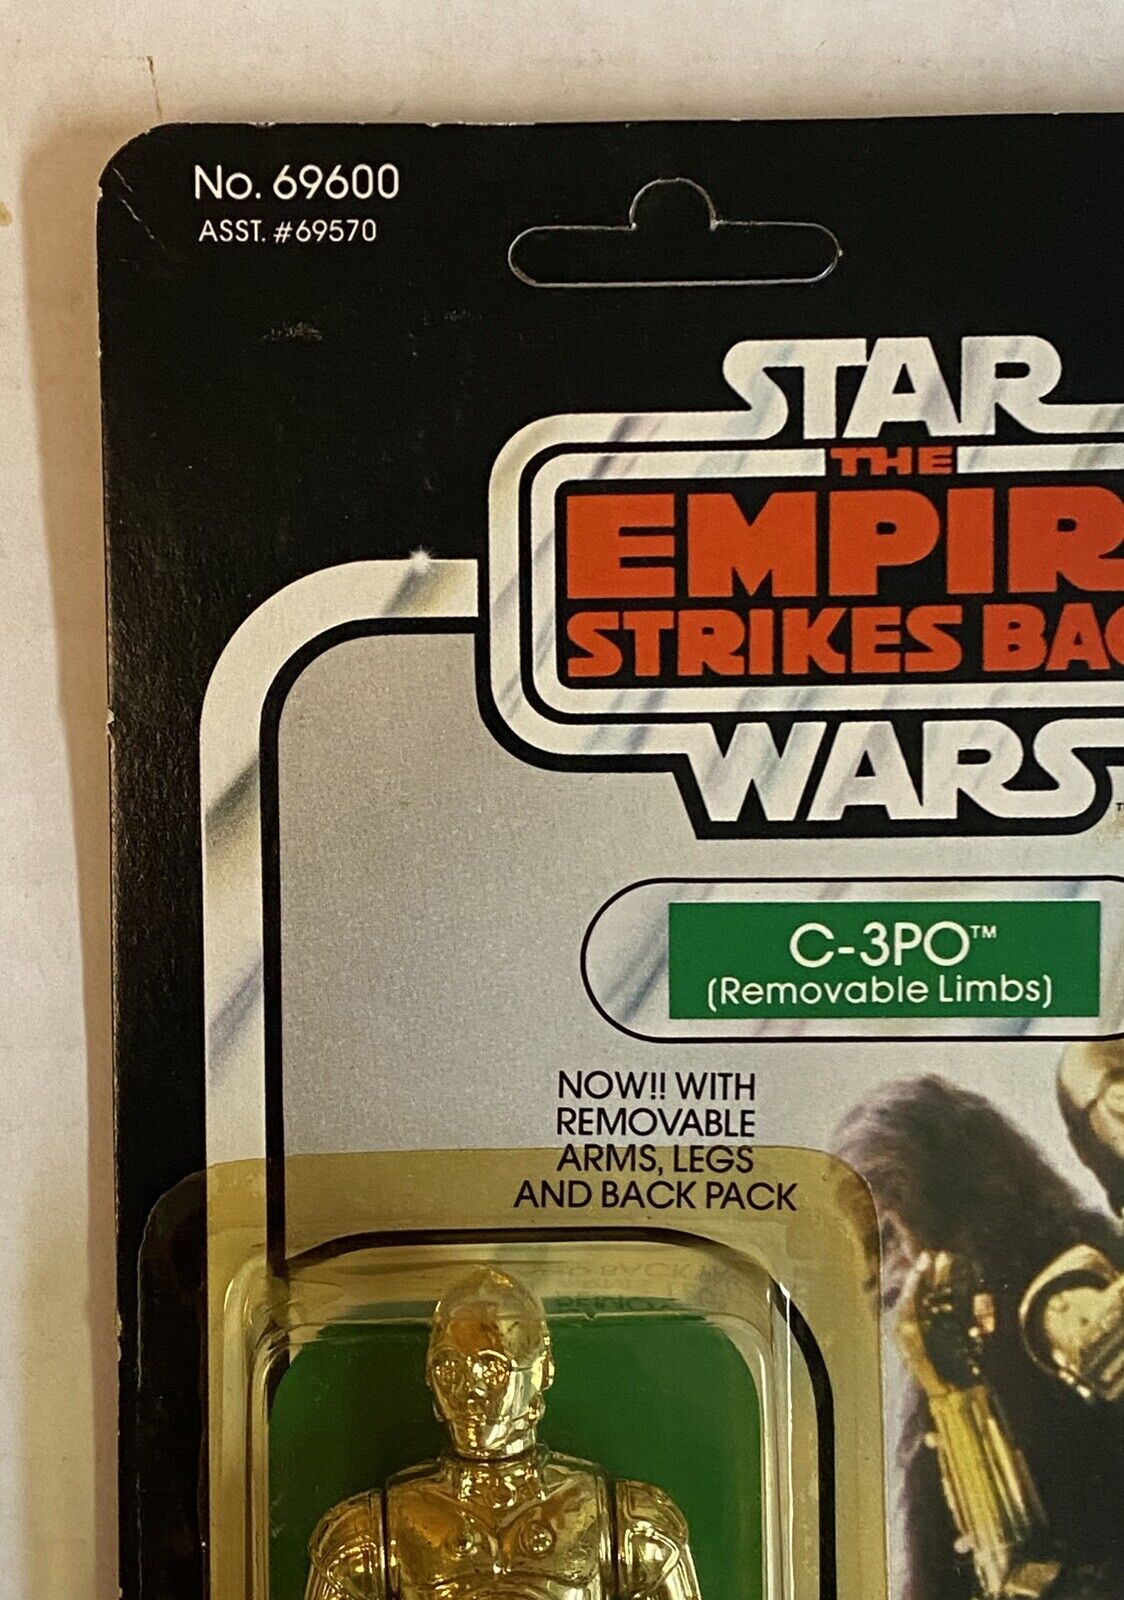 No. 69600
ASST. #69570
STAR
THE
EMPIR
STRIKES BAC
WARS
C-3PO™
(Removable Limbs)
NOW!! WITH
REMOVABLE
ARMS, LEGS
AND BACK PACK